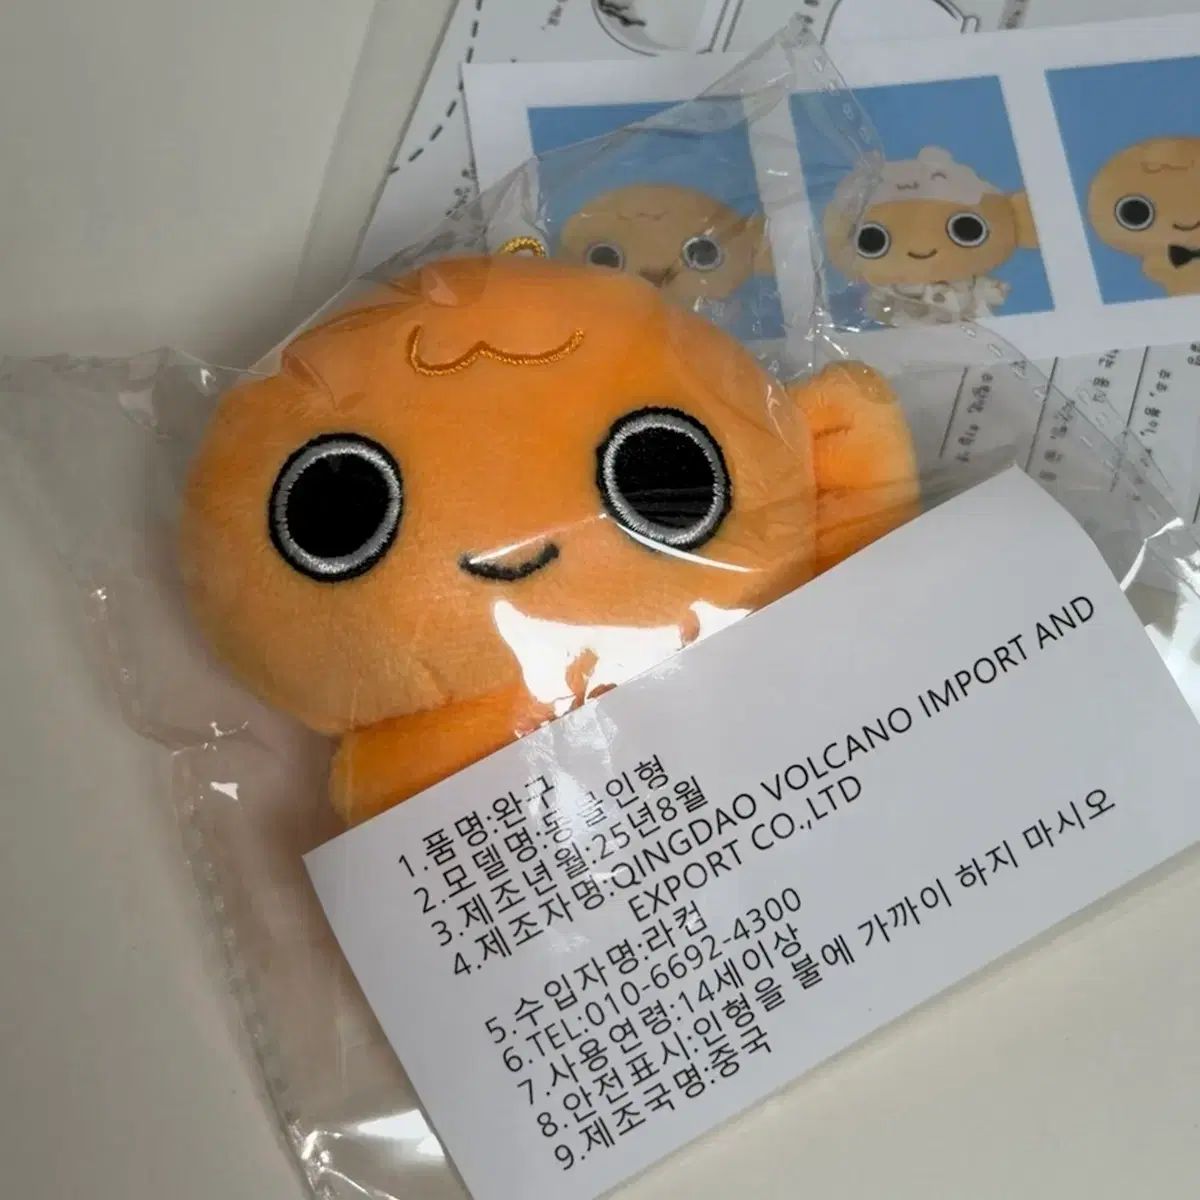 1.품명:완구
2.모델명:동물인형
3.제조년월:25년8월
4.제조자명:QINGDAO VOLCANO IMPORT AND
EXPORT CO.,LTD
5.수입자명:라컴
6.TEL:010-6692-4300
7.사용연령:14세이상
8.안전표시:인형을 불에 가까이 하지 마시오
9.제조국명:중국